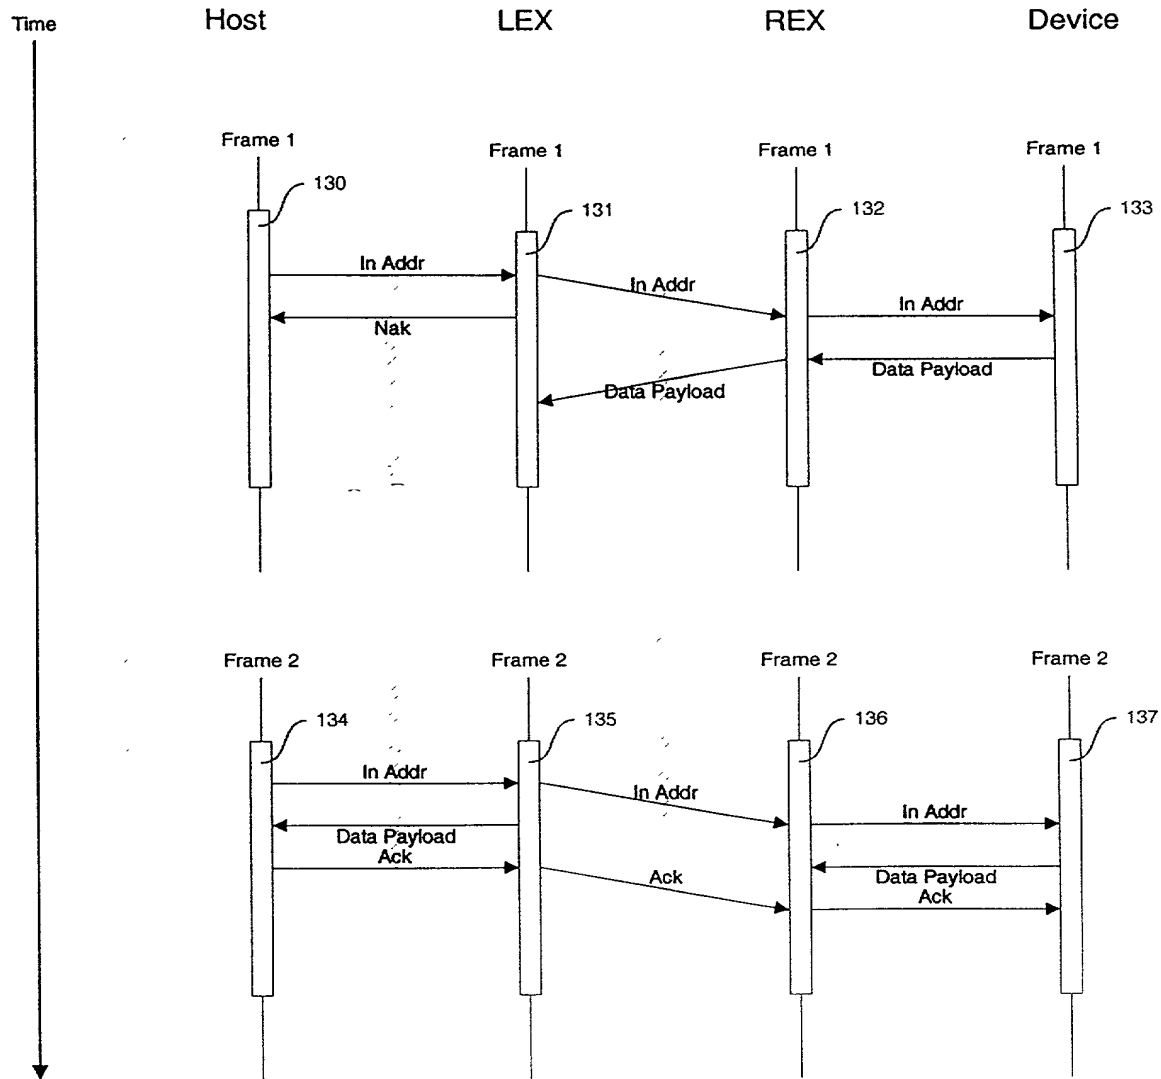 Time Host LEX REX Device
Frame 1 Frame 1 Frame 1 Frame 1
130 131 132 133
In Addr In Addr In Addr
Nak Data Payload Data Payload
Frame 2 Frame 2 Frame 2 Frame 2
134 135 136 137
In Addr In Addr In Addr
Data Payload Data Payload
Ack Ack Ack